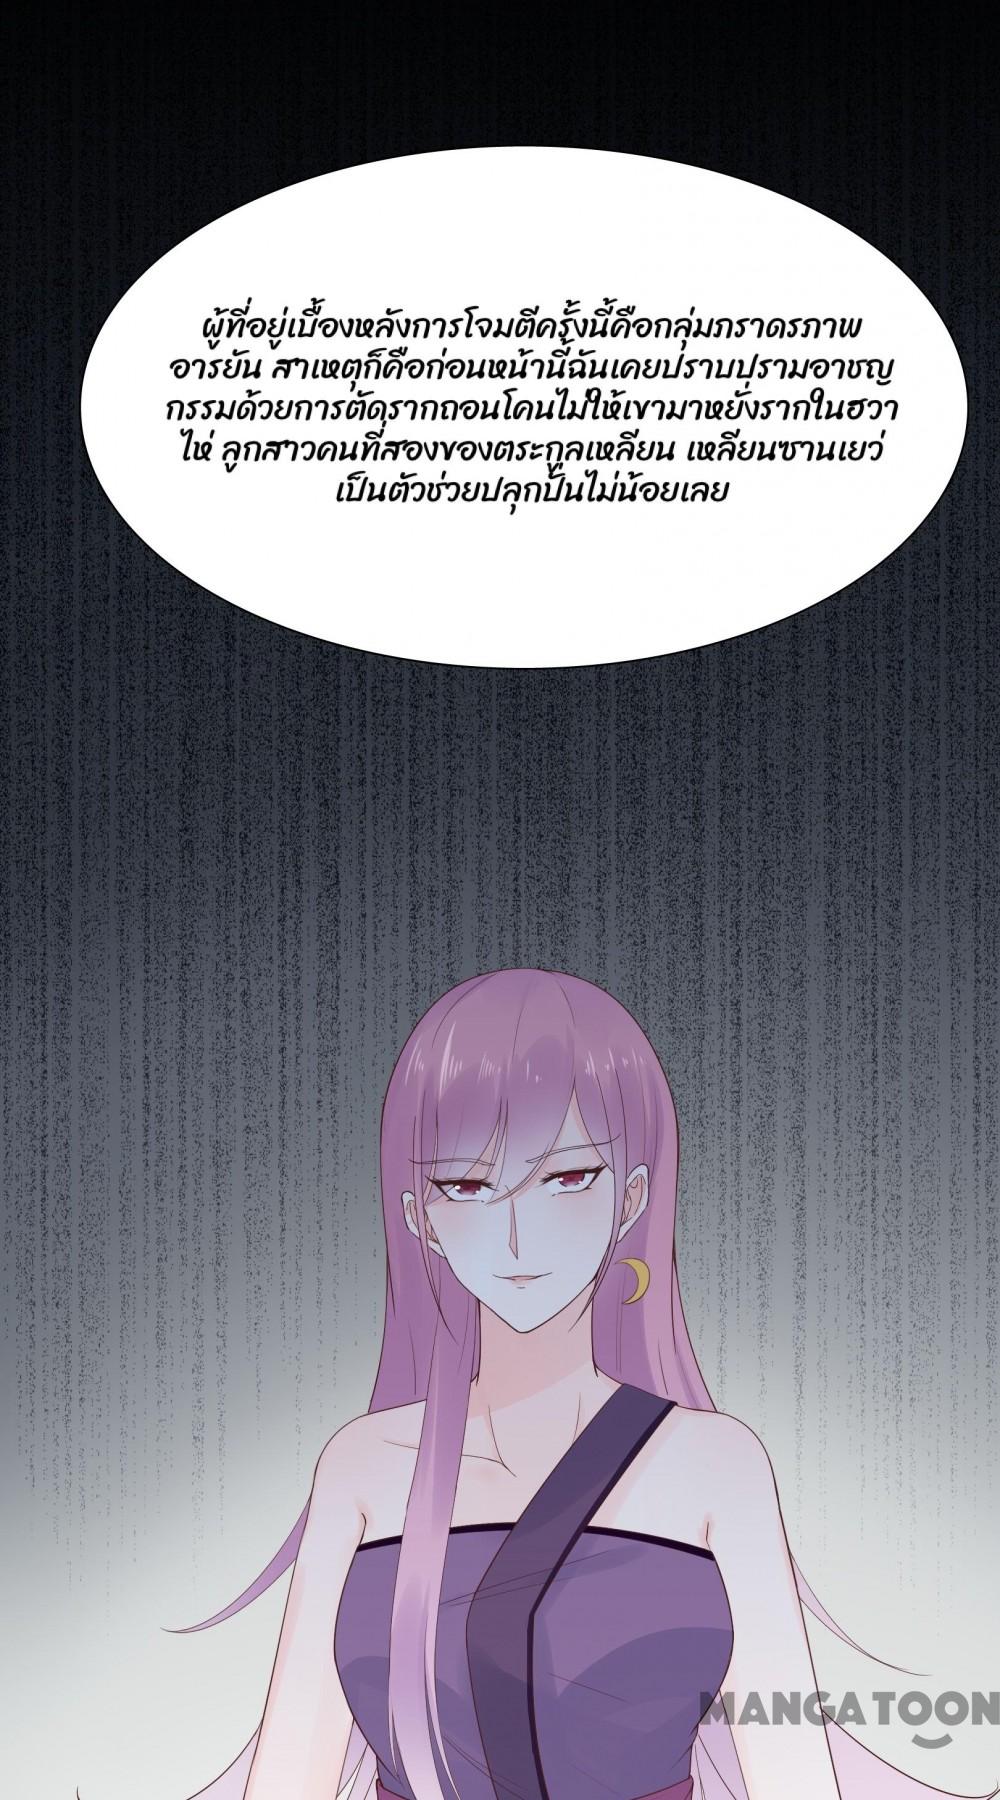 ผู้ที่อยู่เบื้องหลังการโจมตีครั้งนี้คือกลุ่มภราดรภาพ
อารยัน สาเหตุก็คือก่อนหน้านี้ฉันเคยปราบปรามอาชญ
กรรมด้วยการตัดรากถอนโคนไม่ให้เขามาหยั่งรากในฮวา
ไห่ ลูกสาวคนที่สองของตระกูลเหลียน เหลียนซานเยว่
เป็นตัวช่วยปลุกปั่นไม่น้อยเลย
MANGATOON